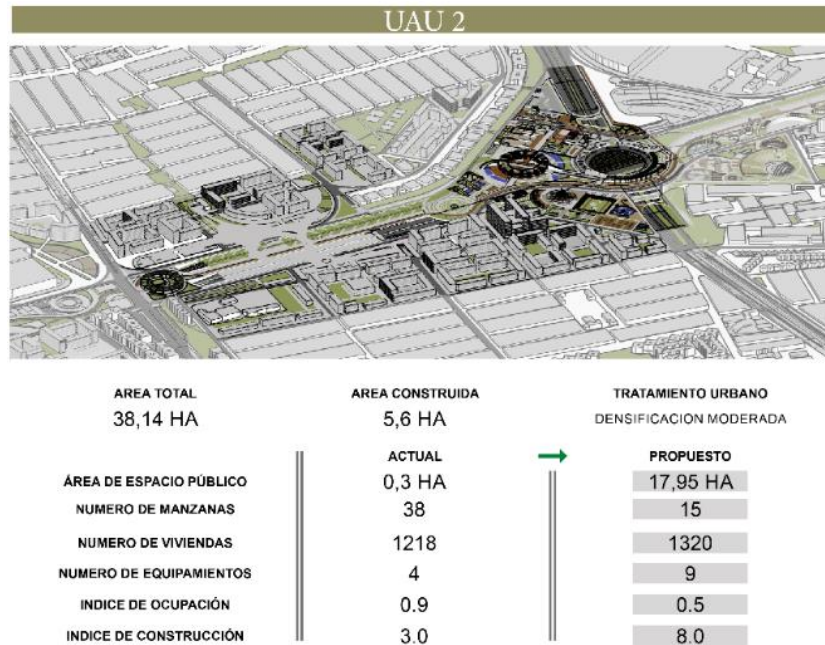 UAU 2
AREA TOTAL AREA CONSTRUIDA TRATAMIENTO URBANO
38,14 HA 5,6 HA DENSIFICACION MODERADA
ACTUAL PROPUESTO
ÁREA DE ESPACIO PÚBLICO 0,3 HA 17,95 HA
NUMERO DE MANZANAS 38 15
NUMERO DE VIVIENDAS 1218 1320
NUMERO DE EQUIPAMIENTOS 4 9
INDICE DE OCUPACIÓN 0.9 0.5
INDICE DE CONSTRUCCIÓN 3.0 8.0